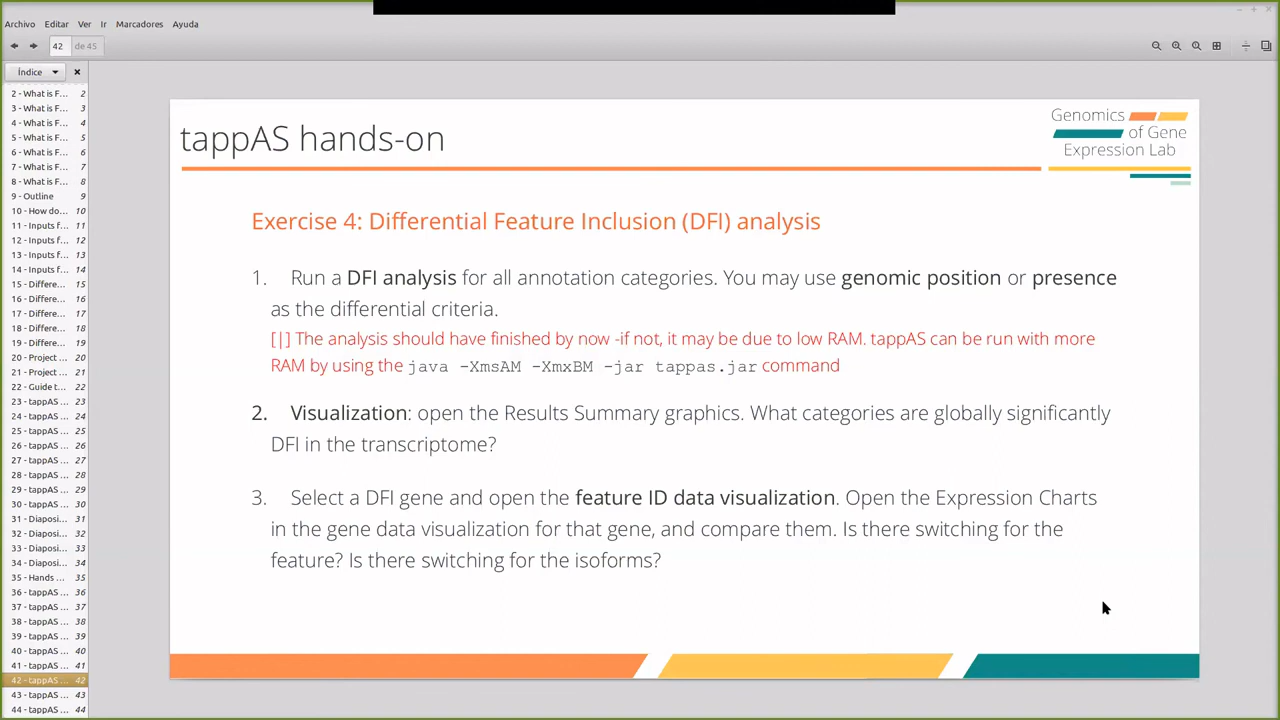 Archivo Editar Ver Ir Marcadores Ayuda
42 de 45
Índice
2 - What is F... 2
3 - What is F... 3
4 - What is F... 4
5 - What is F... 5
6 - What is F... 6
7 - What is F... 7
8 - What is F... 8
9 - Outline 9
10 - How do... 10
11 - Inputs f... 11
12 - Inputs f... 12
13 - Inputs f... 13
14 - Inputs f... 14
15 - Differe... 15
16 - Differe... 16
17 - Differe... 17
18 - Differe... 18
19 - Differe... 19
20 - Project ... 20
21 - Project ... 21
22 - Guide t... 22
23 - tappAS ... 23
24 - tappAS ... 24
25 - tappAS ... 25
26 - tappAS ... 26
27 - tappAS ... 27
28 - tappAS ... 28
29 - tappAS ... 29
30 - tappAS ... 30
31 - Diaposi... 31
32 - Diaposi... 32
33 - Diaposi... 33
34 - Diaposi... 34
35 - Hands ... 35
36 - tappAS ... 36
37 - tappAS ... 37
38 - tappAS ... 38
39 - tappAS ... 39
40 - tappAS ... 40
41 - tappAS ... 41
42 - tappAS ... 42
43 - tappAS ... 43
44 - tappAS ... 44
tappAS hands-on
Genomics
of Gene
Expression Lab
Exercise 4: Differential Feature Inclusion (DFI) analysis
1. Run a DFI analysis for all annotation categories. You may use genomic position or presence
as the differential criteria.
[|] The analysis should have finished by now -if not, it may be due to low RAM. tappAS can be run with more
RAM by using the java -XmsAM -XmxBM -jar tappas.jar command
2. Visualization: open the Results Summary graphics. What categories are globally significantly
DFI in the transcriptome?
3. Select a DFI gene and open the feature ID data visualization. Open the Expression Charts
in the gene data visualization for that gene, and compare them. Is there switching for the
feature? Is there switching for the isoforms?